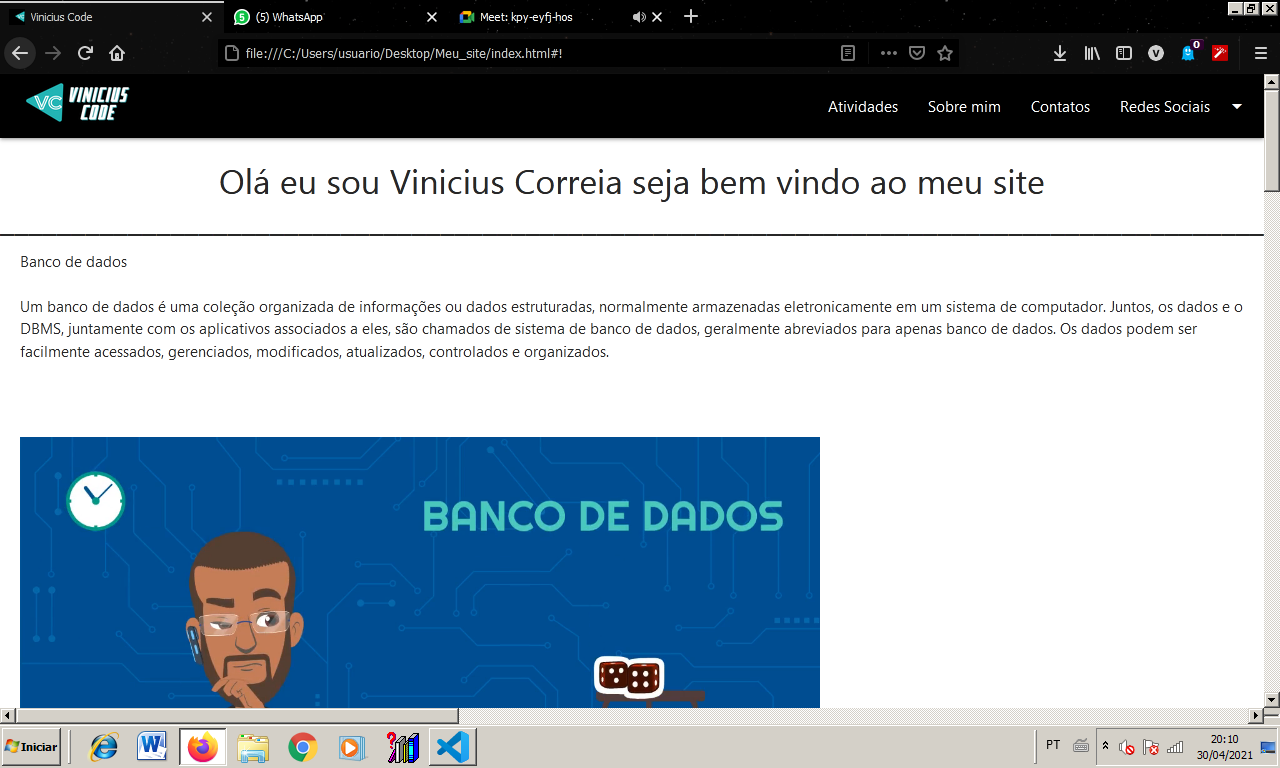 Vinicius Code
(5) WhatsApp
Meet: kpy-eyfj-hos
file:///C:/Users/usuario/Desktop/Meu_site/index.html#!
0
VC VINICIUS CODE
Atividades
Sobre mim
Contatos
Redes Sociais
Olá eu sou Vinicius Correia seja bem vindo ao meu site
Banco de dados
Um banco de dados é uma coleção organizada de informações ou dados estruturadas, normalmente armazenadas eletronicamente em um sistema de computador. Juntos, os dados e o
DBMS, juntamente com os aplicativos associados a eles, são chamados de sistema de banco de dados, geralmente abreviados para apenas banco de dados. Os dados podem ser
facilmente acessados, gerenciados, modificados, atualizados, controlados e organizados.
BANCO DE DADOS
Iniciar
PT
20:10
30/04/2021